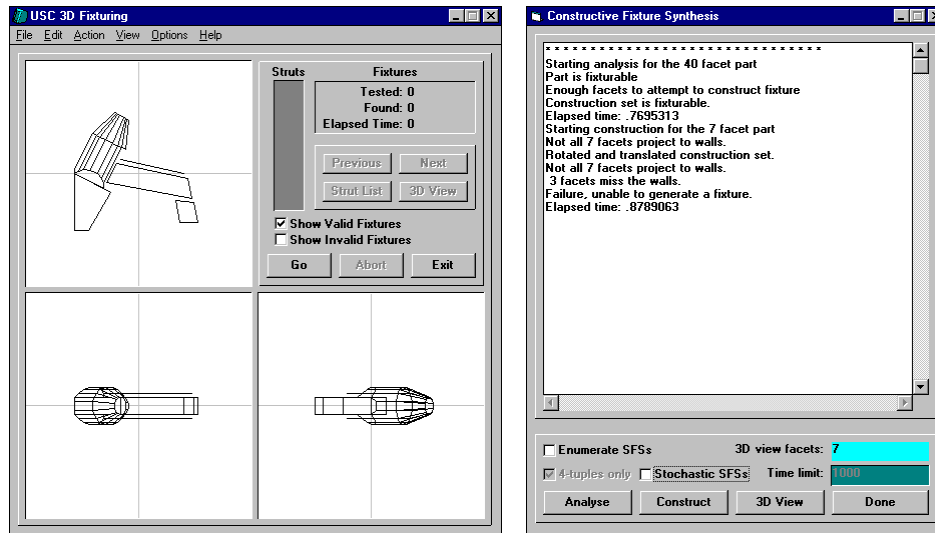 USC 3D Fixturing
File Edit Action View Options Help
Struts
Fixtures
Tested: 0
Found: 0
Elapsed Time: 0
Previous Next
Strut List 3D View
Show Valid Fixtures
Show Invalid Fixtures
Go Abort Exit
Constructive Fixture Synthesis
* * * * * * * * * * * * * * * * * * * * * * * * * * * * * * *
Starting analysis for the 40 facet part
Part is fixturable
Enough facets to attempt to construct fixture
Construction set is fixturable.
Elapsed time: .7695313
Starting construction for the 7 facet part
Not all 7 facets project to walls.
Rotated and translated construction set.
Not all 7 facets project to walls.
3 facets miss the walls.
Failure, unable to generate a fixture.
Elapsed time: .8789063
Enumerate SFSs 3D view facets: 7
4-tuples only Stochastic SFSs Time limit: 1000
Analyse Construct 3D View Done